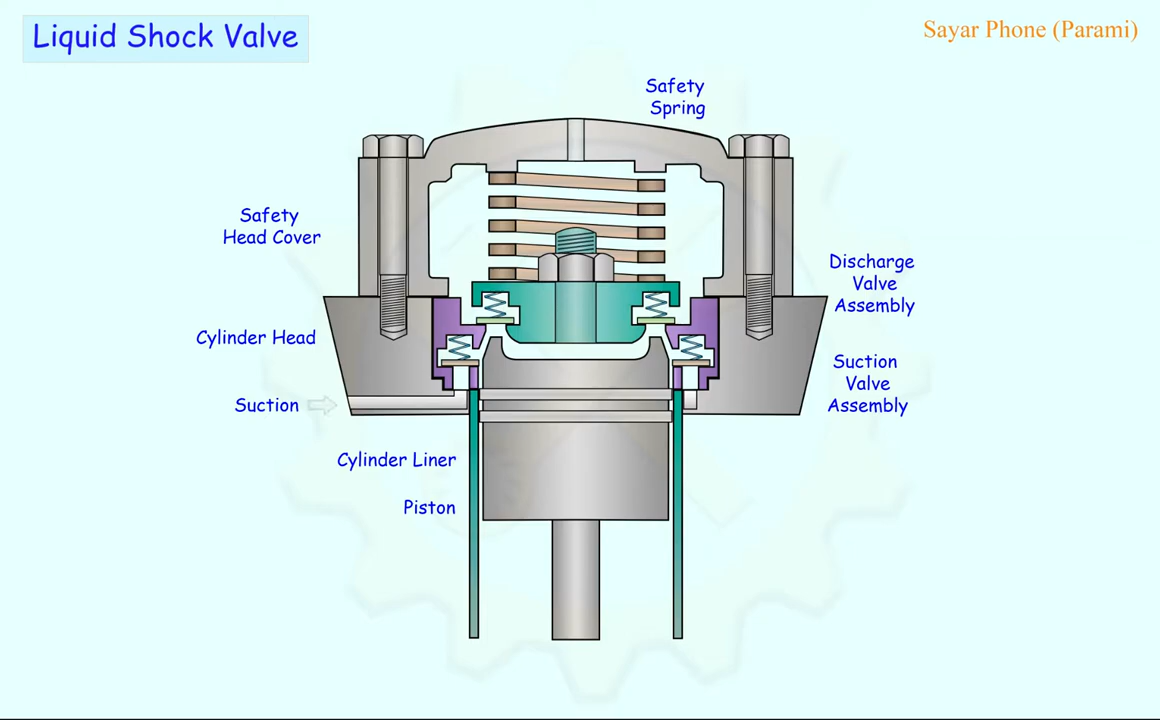 Liquid Shock Valve
Sayar Phone (Parami)
Safety
Spring
Safety
Head Cover
Discharge
Valve
Assembly
Cylinder Head
Suction
Valve
Assembly
Suction
Cylinder Liner
Piston